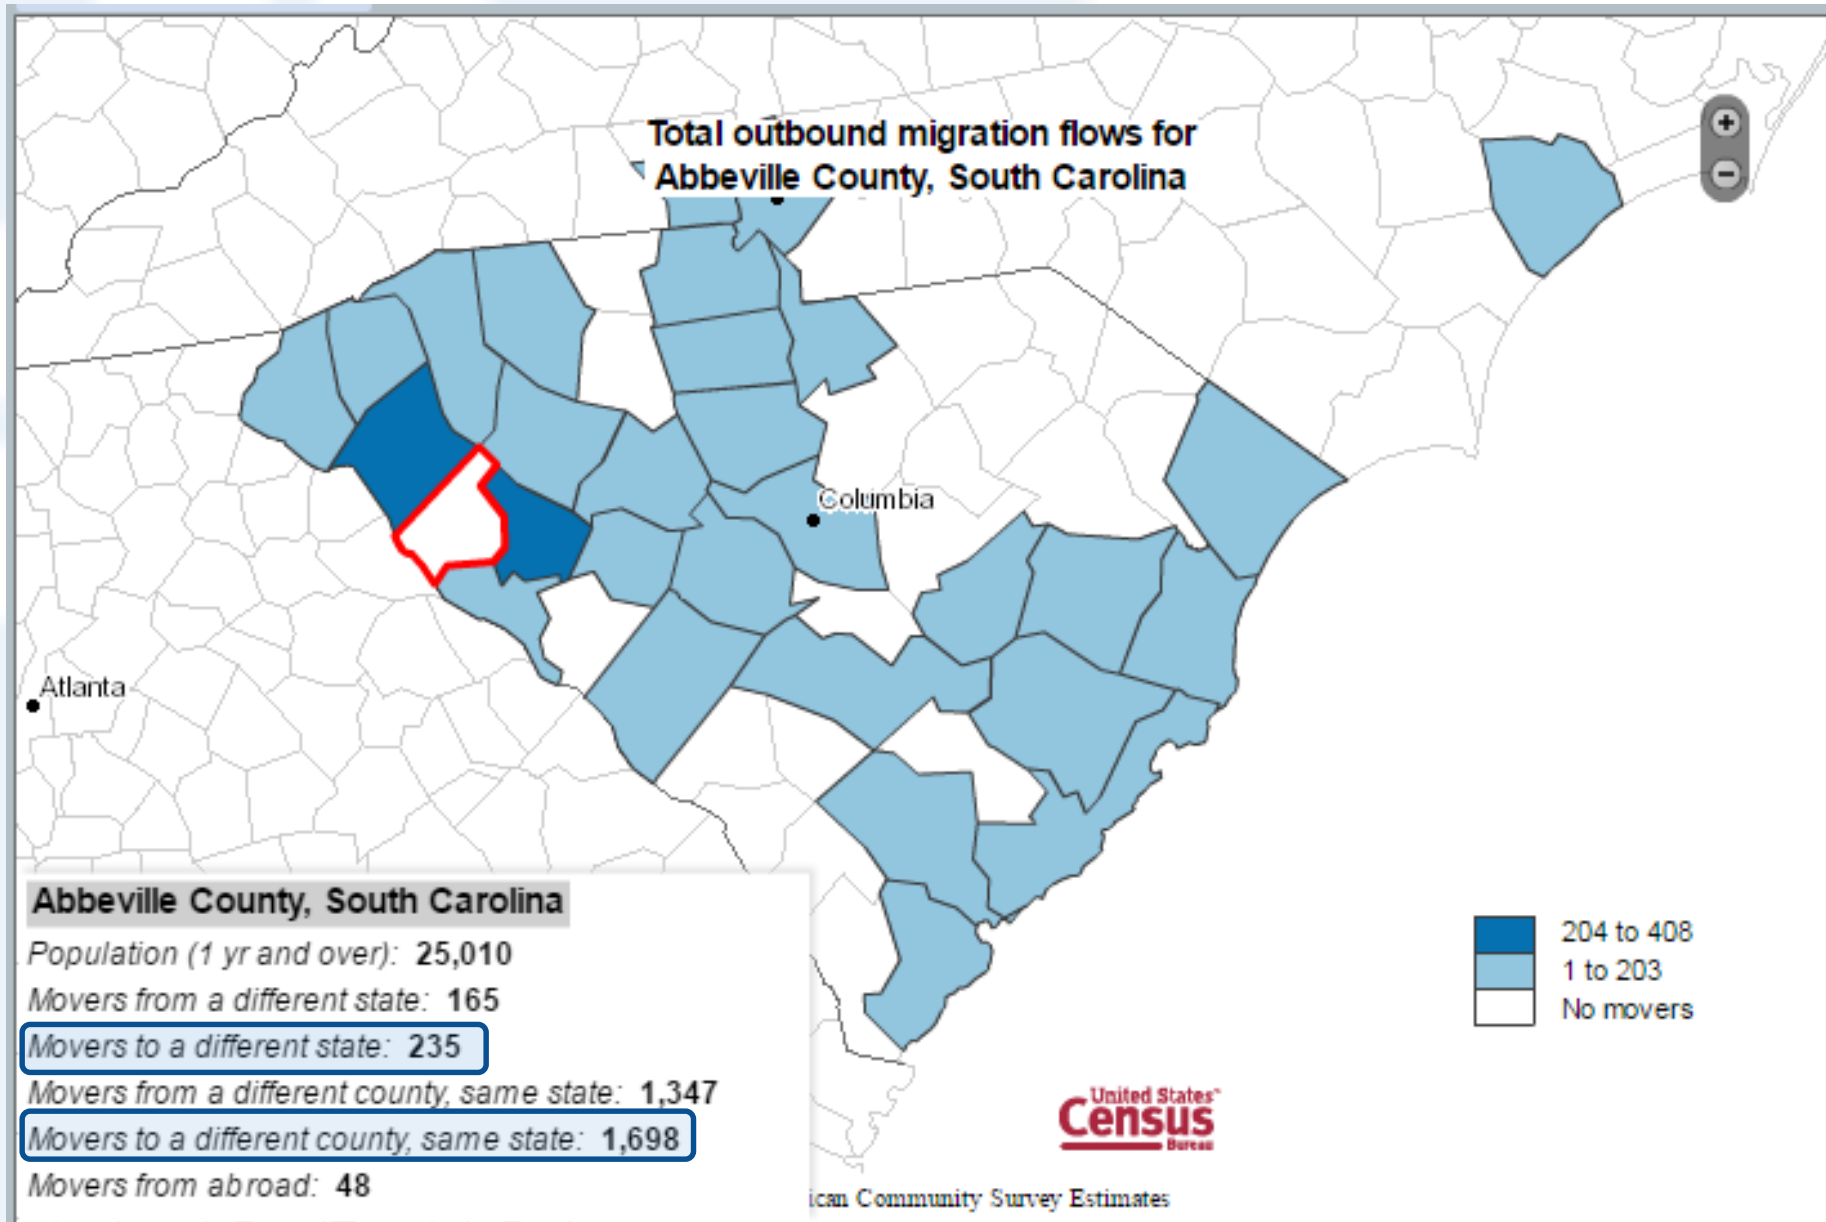 Total outbound migration flows for
Abbeville County, South Carolina
+
−
Columbia
Atlanta
Abbeville County, South Carolina
Population (1 yr and over): 25,010
Movers from a different state: 165
Movers to a different state: 235
Movers from a different county, same state: 1,347
Movers to a different county, same state: 1,698
Movers from abroad: 48
204 to 408
1 to 203
No movers
United States™
Census
Bureau
ican Community Survey Estimates